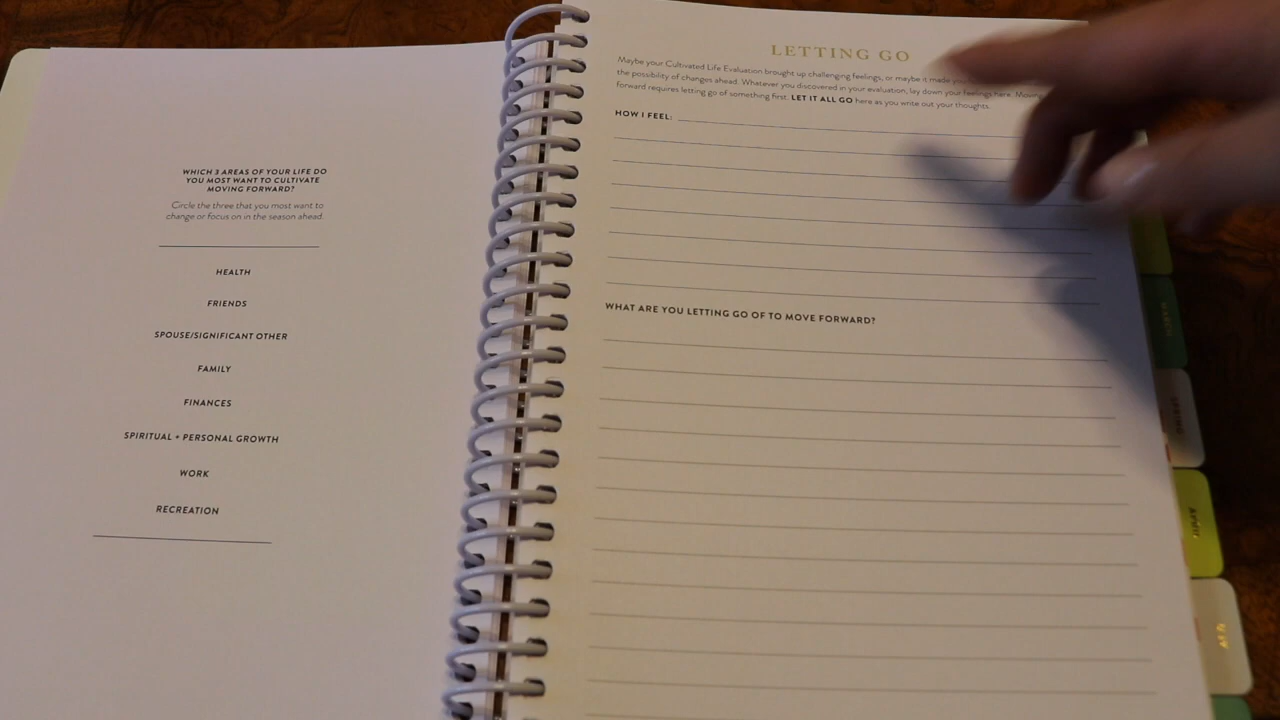 WHICH 3 AREAS OF YOUR LIFE DO
YOU MOST WANT TO CULTIVATE
MOVING FORWARD?
Circle the three that you most want to
change or focus on in the season ahead.
HEALTH
FRIENDS
SPOUSE/SIGNIFICANT OTHER
FAMILY
FINANCES
SPIRITUAL + PERSONAL GROWTH
WORK
RECREATION
LETTING GO
Maybe your Cultivated Life Evaluation brought up challenging feelings, or maybe it made you
the possibility of changes ahead. Whatever you discovered in your evaluation, lay down your feelings here. Moving
forward requires letting go of something first. LET IT ALL GO here as you write out your thoughts.
HOW I FEEL:
WHAT ARE YOU LETTING GO OF TO MOVE FORWARD?
MARCH
SPRING
APRIL
MAY